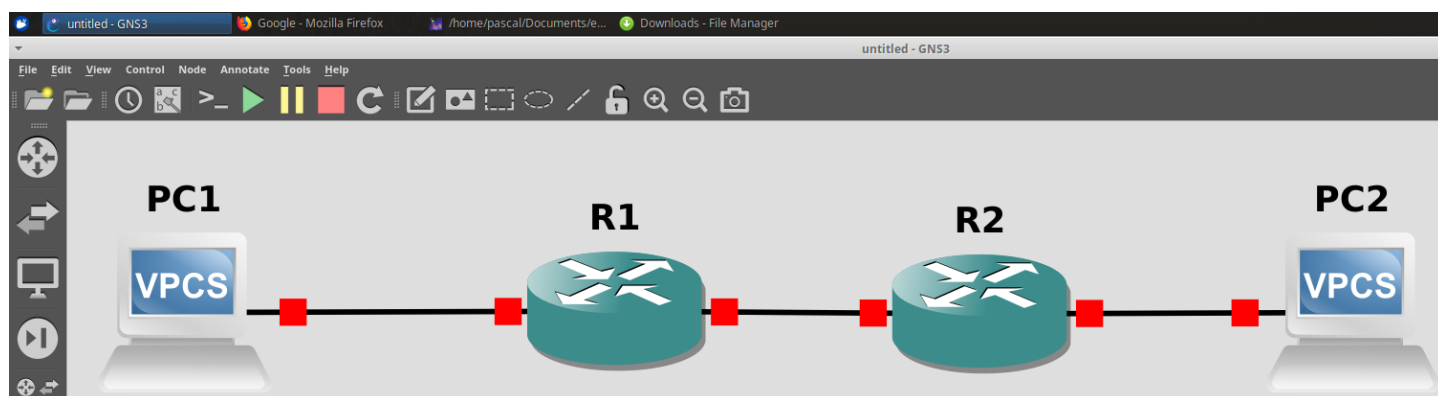 untitled - GNS3 Google - Mozilla Firefox /home/pascal/Documents/e... Downloads - File Manager
untitled - GNS3
File Edit View Control Node Annotate Tools Help
PC1 R1 R2 PC2
VPCS VPCS